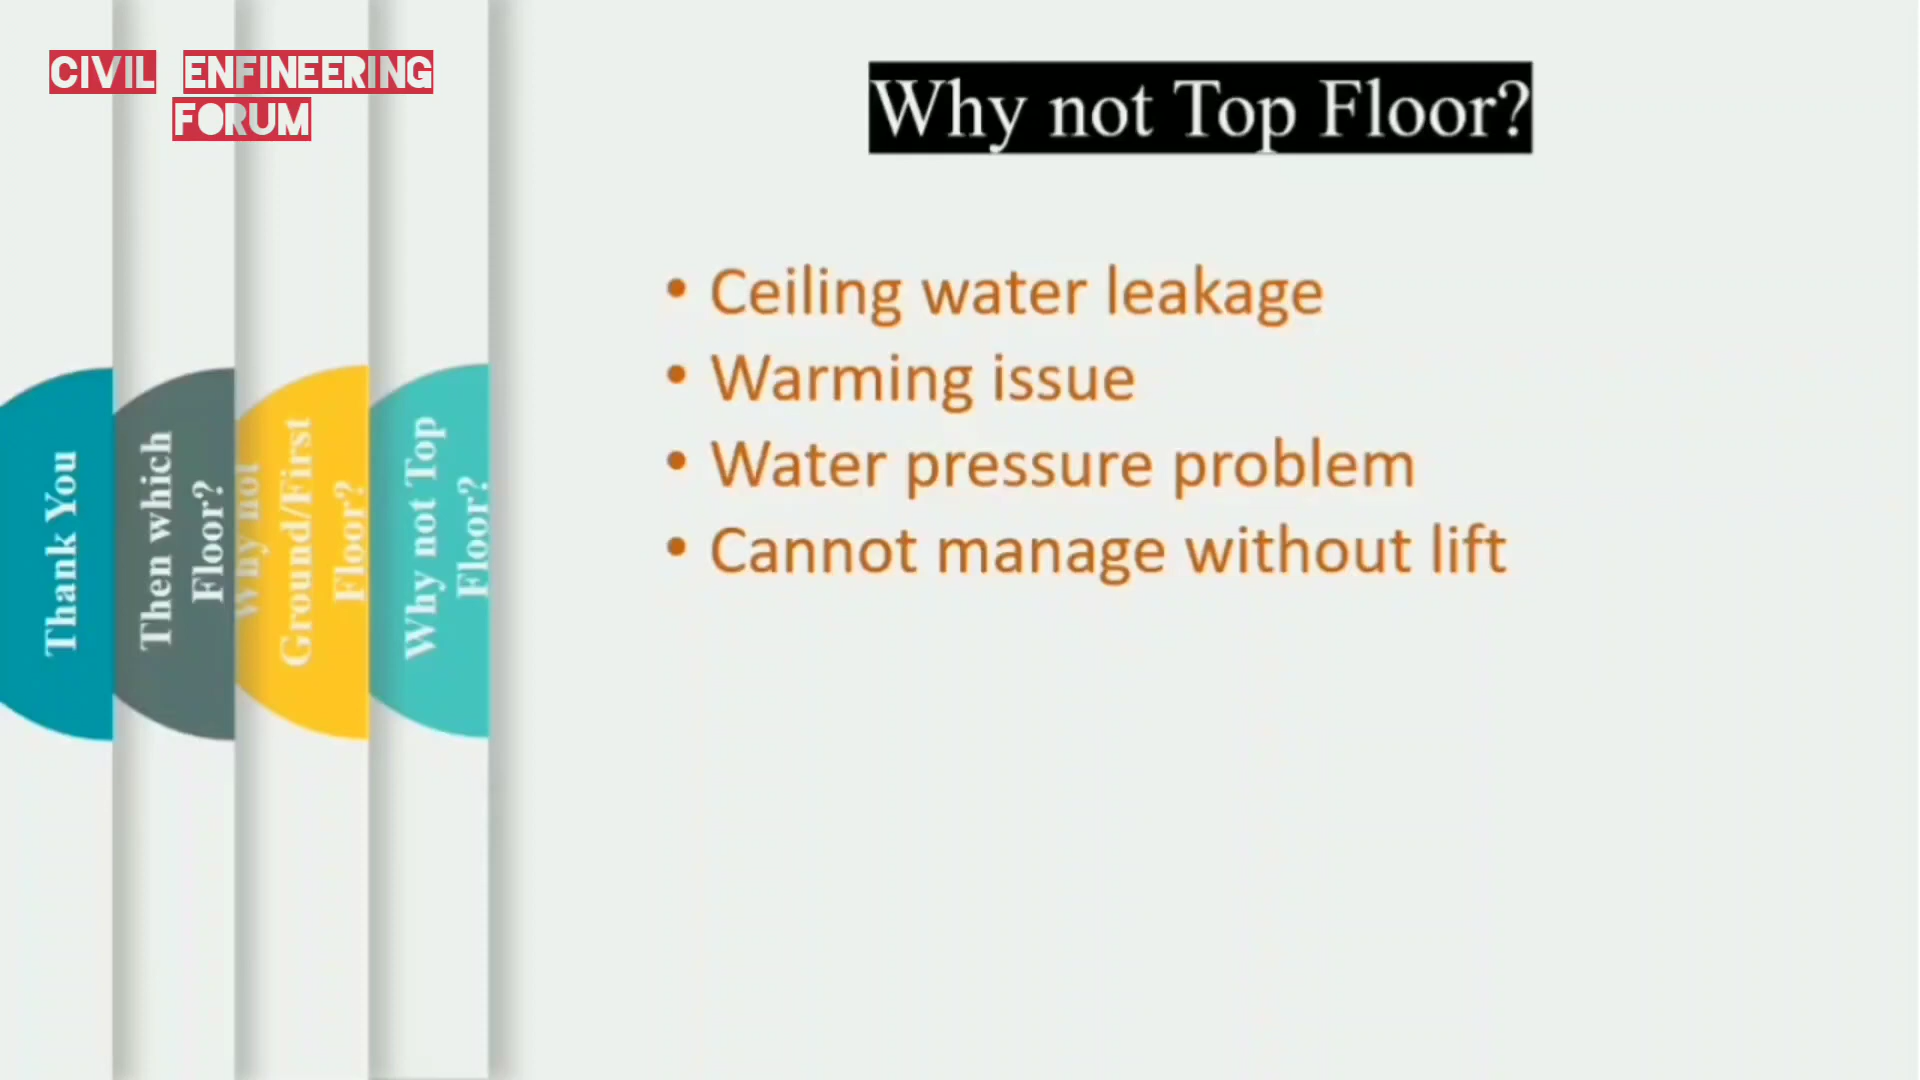 CIVIL ENFINEERING
FORUM
Why not Top Floor?
• Ceiling water leakage
• Warming issue
• Water pressure problem
• Cannot manage without lift
Thank You
Then which
Floor?
Why not
Ground/First
Floor?
Why not Top
Floor?